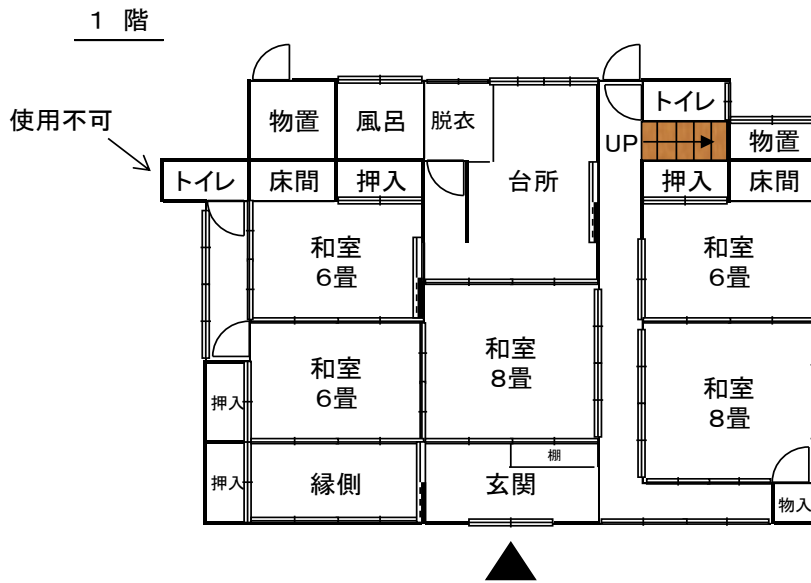 １ 階
使用不可
物置
風呂
脱衣
トイレ
UP
物置
トイレ
床間
押入
台所
押入
床間
和室
６畳
和室
６畳
和室
６畳
和室
８畳
和室
８畳
押入
押入
縁側
玄関
棚
物入